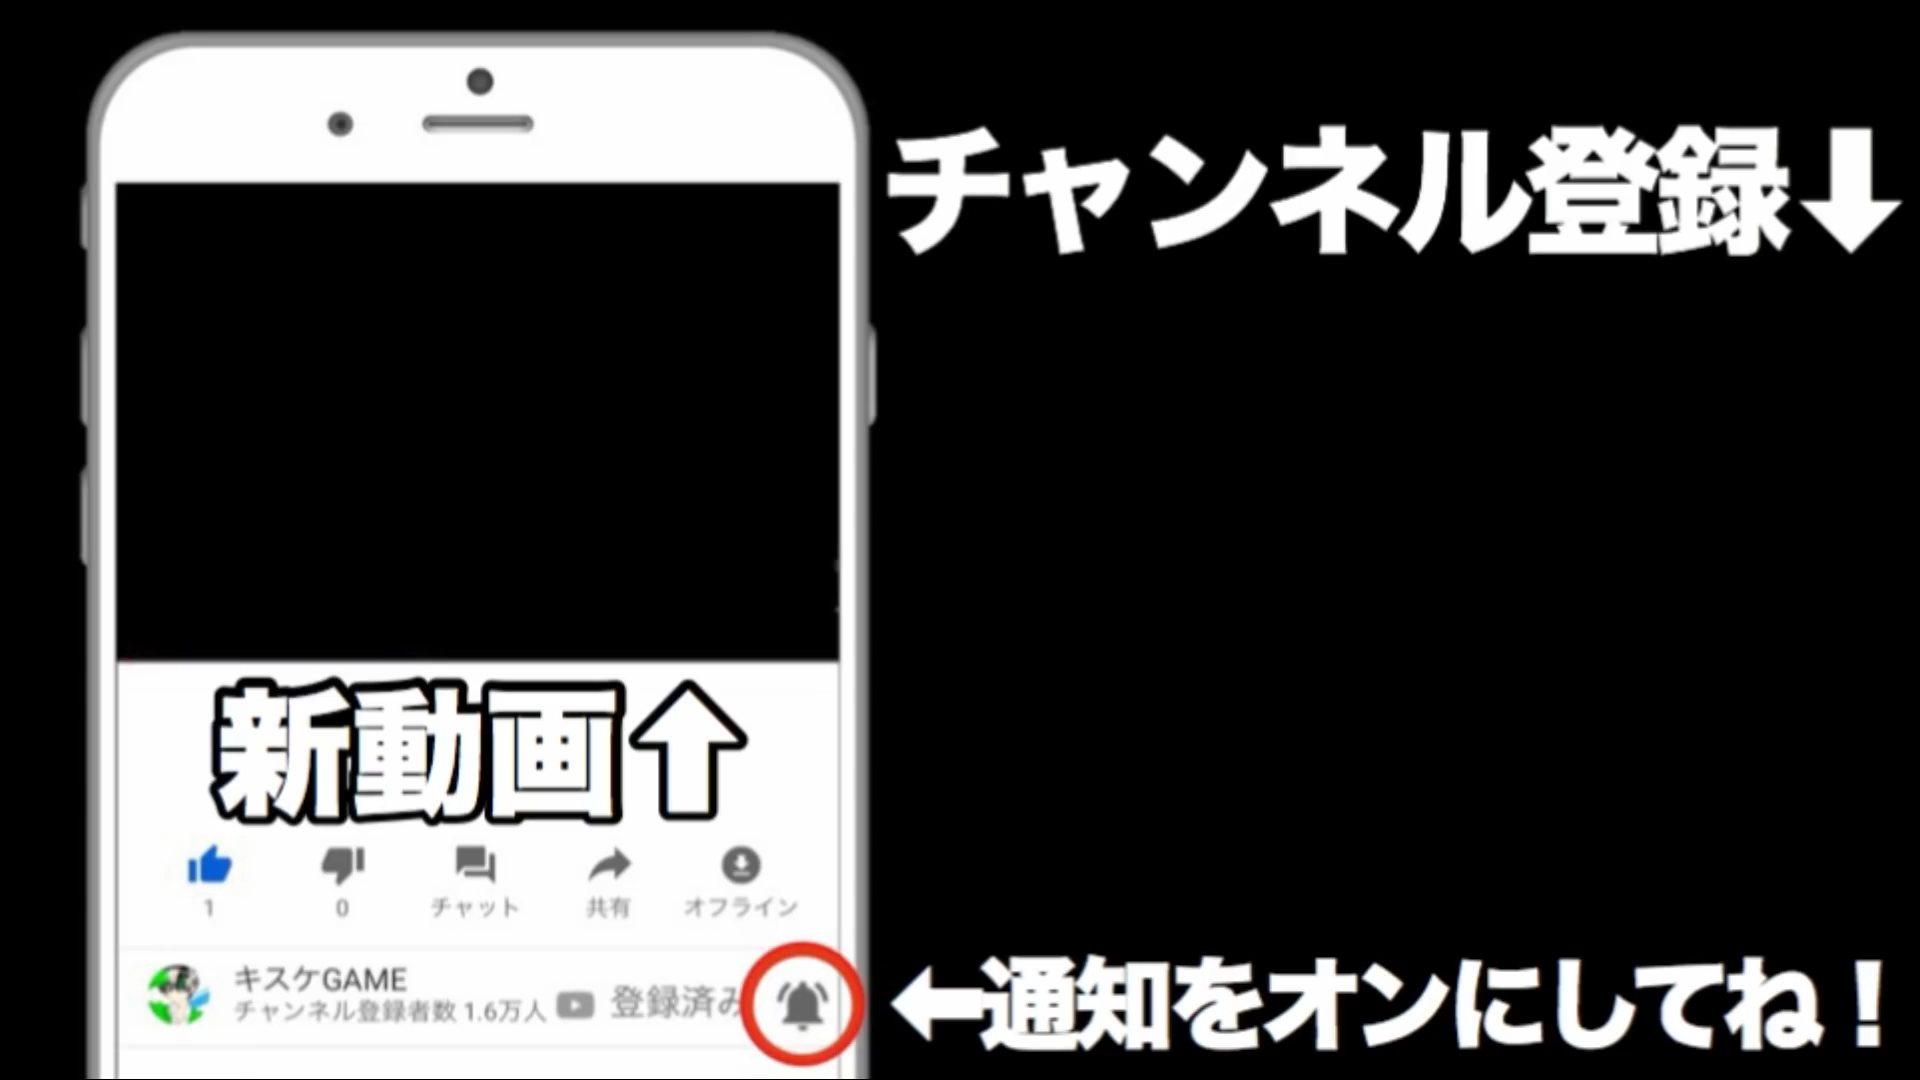 チャンネル登録⬇
新動画↑
1
0
チャット
共有
オフライン
キスケGAME
チャンネル登録者数 1.6万人
登録済み
⬅通知をオンにしてね！